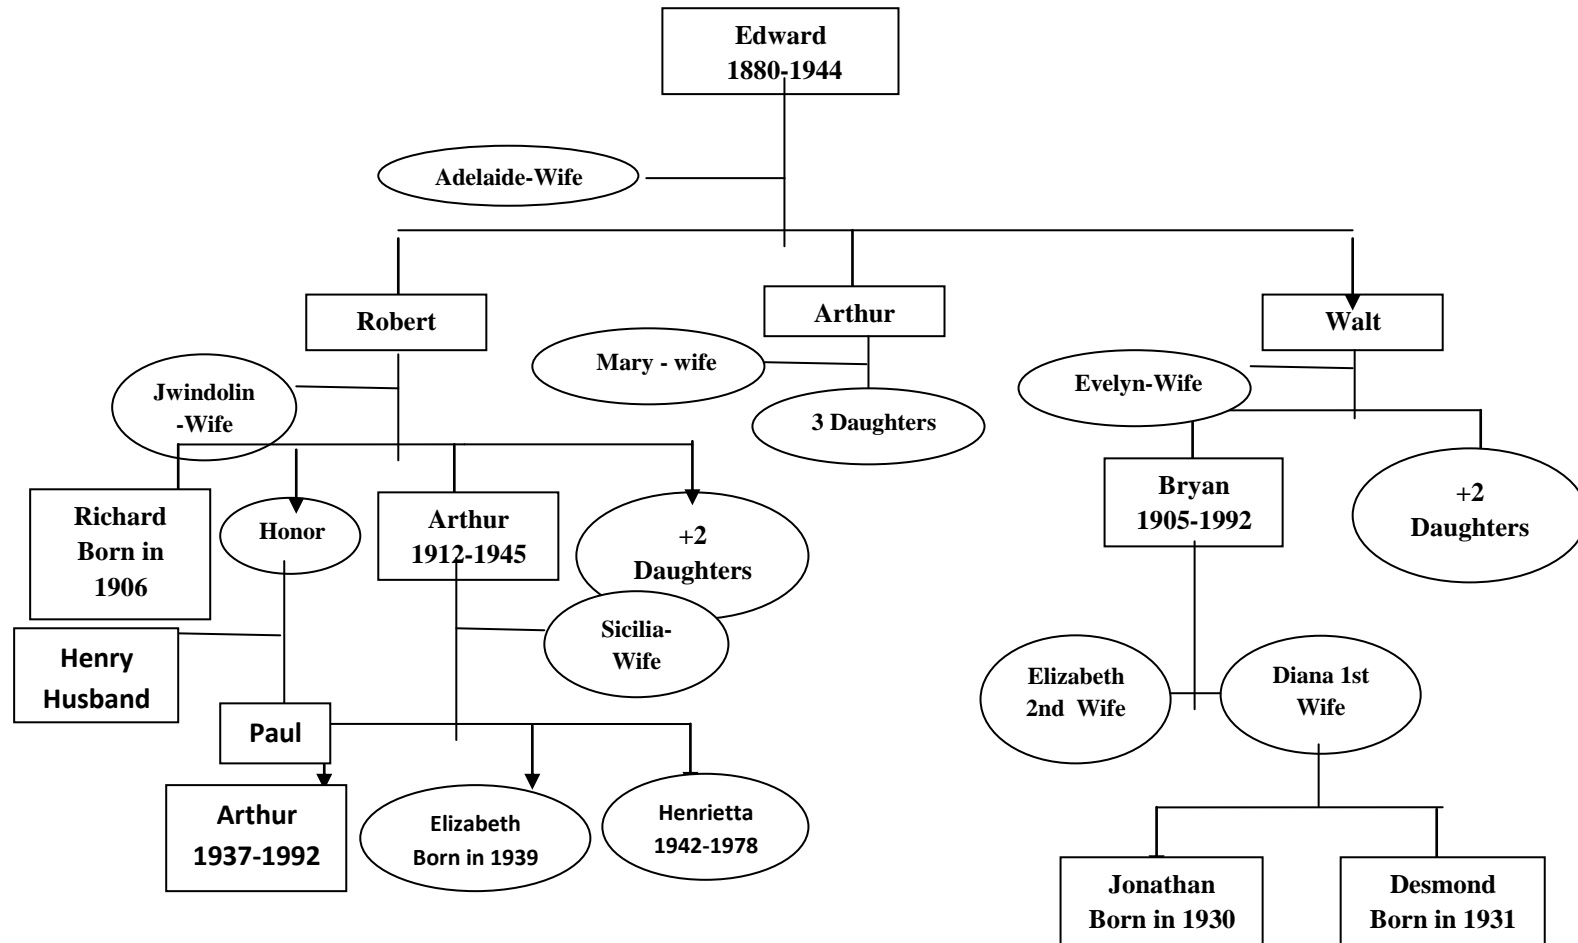 Edward
1880-1944
Adelaide-Wife
Robert
Arthur
Walt
Jwindolin
-Wife
Mary - wife
Evelyn-Wife
3 Daughters
Richard
Born in
1906
Honor
Arthur
1912-1945
+2
Daughters
Bryan
1905-1992
+2
Daughters
Henry
Husband
Sicilia-
Wife
Paul
Elizabeth
2nd  Wife
Diana 1st
Wife
Arthur
1937-1992
Elizabeth
Born in 1939
Henrietta
1942-1978
Jonathan
Born in 1930
Desmond
Born in 1931